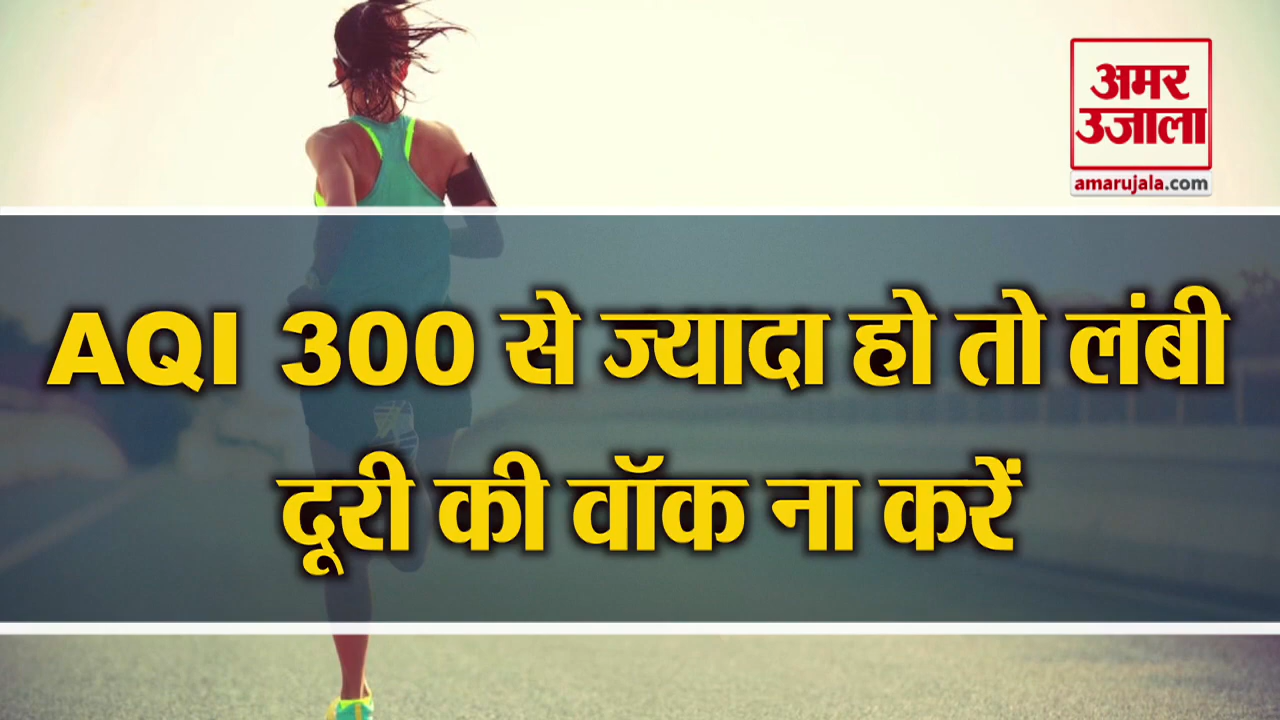 अमर
उजाला
amarujala.com
AQI 300 से ज्यादा हो तो लंबी
दूरी की वॉक ना करें